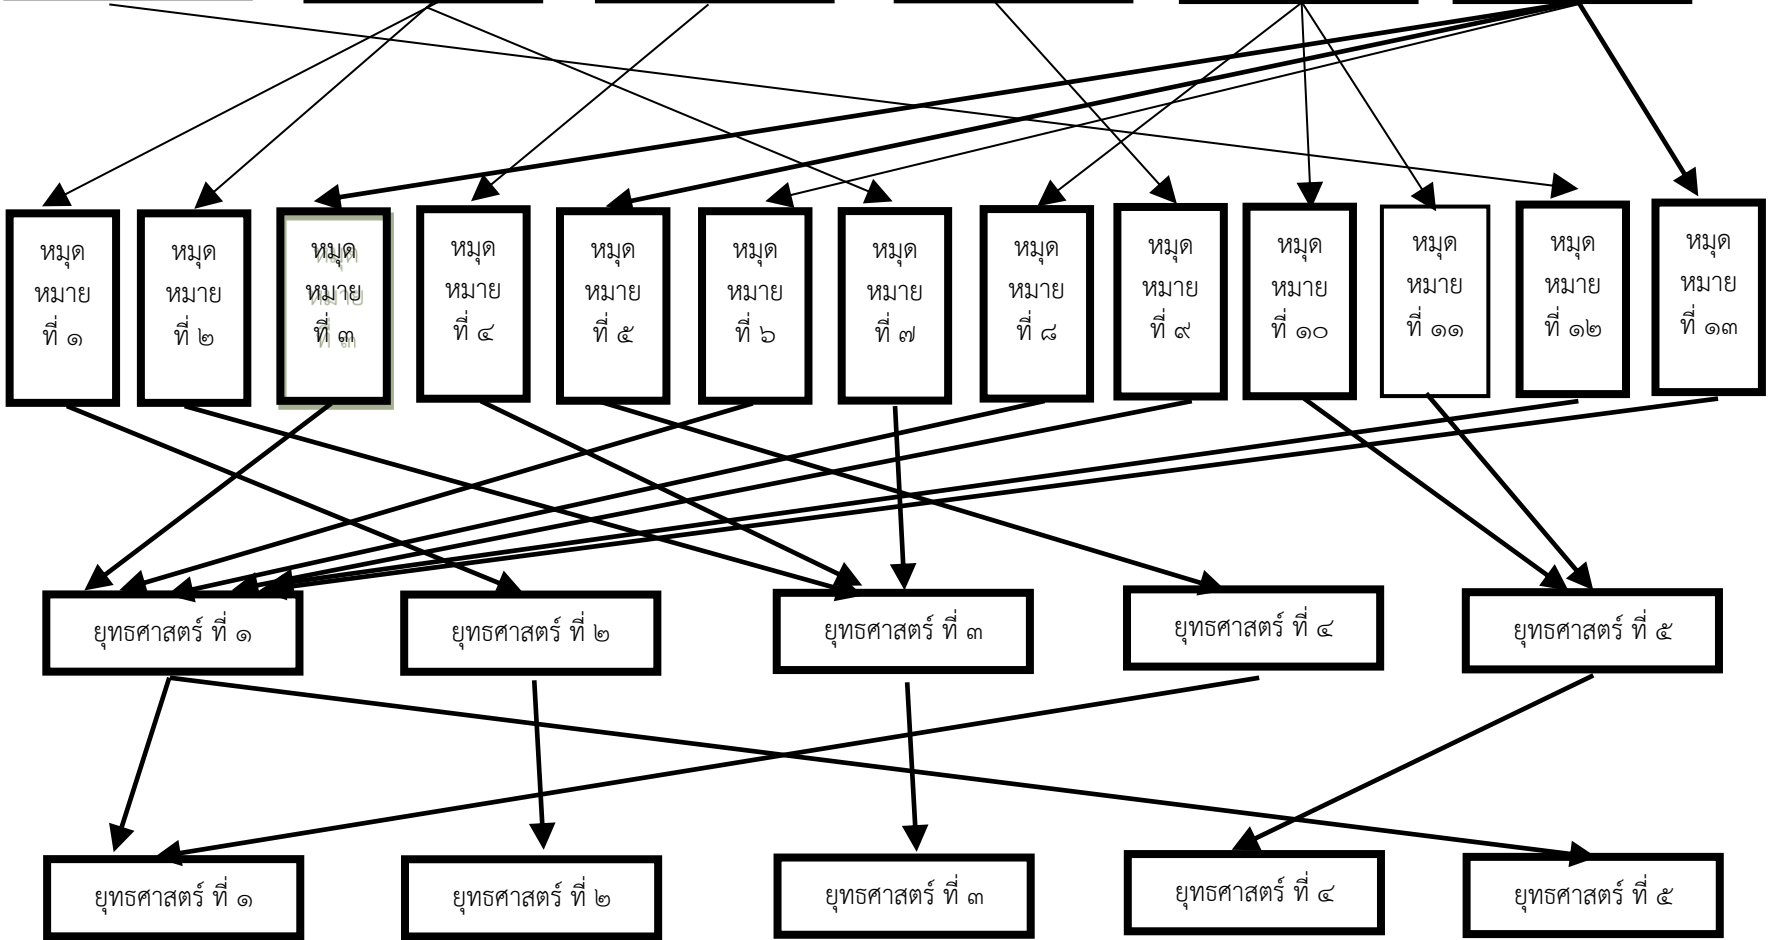 หมุด
หมาย
ที่ ๑
หมุด
หมาย
ที่ ๒
หมุด
หมาย
ที่ ๓
หมุด
หมาย
ที่ ๔
หมุด
หมาย
ที่ ๕
หมุด
หมาย
ที่ ๖
หมุด
หมาย
ที่ ๗
หมุด
หมาย
ที่ ๘
หมุด
หมาย
ที่ ๙
หมุด
หมาย
ที่ ๑๐
หมุด
หมาย
ที่ ๑๑
หมุด
หมาย
ที่ ๑๒
หมุด
หมาย
ที่ ๑๓
ยุทธศาสตร์ ที่ ๑
ยุทธศาสตร์ ที่ ๒
ยุทธศาสตร์ ที่ ๓
ยุทธศาสตร์ ที่ ๔
ยุทธศาสตร์ ที่ ๕
ยุทธศาสตร์ ที่ ๑
ยุทธศาสตร์ ที่ ๒
ยุทธศาสตร์ ที่ ๓
ยุทธศาสตร์ ที่ ๔
ยุทธศาสตร์ ที่ ๕